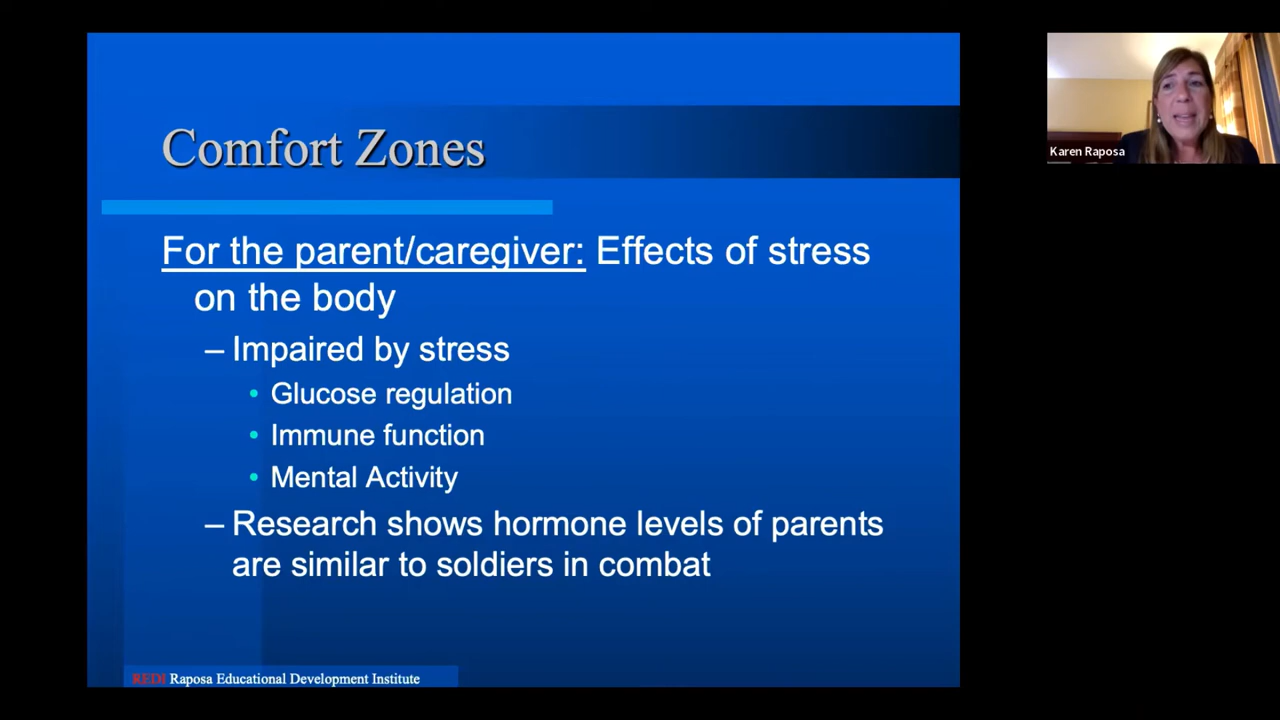 Comfort Zones
Karen Raposa
For the parent/caregiver: Effects of stress
on the body
– Impaired by stress
• Glucose regulation
• Immune function
• Mental Activity
– Research shows hormone levels of parents
are similar to soldiers in combat
REDI Raposa Educational Development Institute